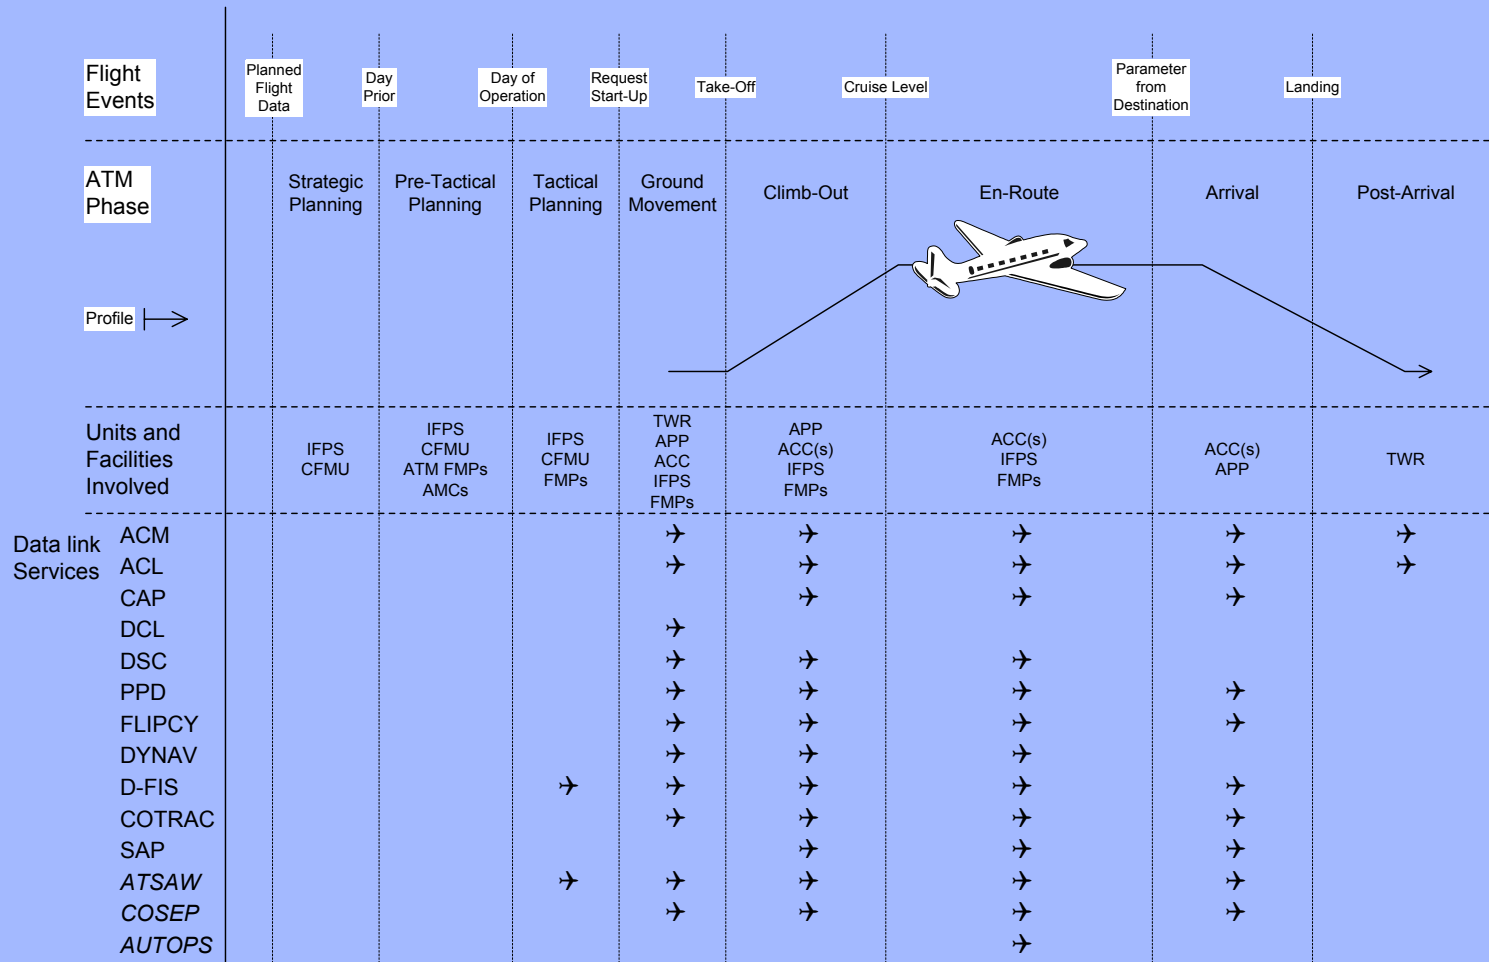 Flight
Events
Planned
Flight
Data
Day
Prior
Day of
Operation
Request
Start-Up
Take-Off
Cruise Level
Parameter
from
Destination
Landing
ATM
Phase
Strategic
Planning
Pre-Tactical
Planning
Tactical
Planning
Ground
Movement
Climb-Out
En-Route
Arrival
Post-Arrival
Profile
Units and
Facilities
Involved
IFPS
CFMU
IFPS
CFMU
ATM FMPs
AMCs
IFPS
CFMU
FMPs
TWR
APP
ACC
IFPS
FMPs
APP
ACC(s)
IFPS
FMPs
ACC(s)
IFPS
FMPs
ACC(s)
APP
TWR
Data link
Services
ACM
ACL
CAP
DCL
DSC
PPD
FLIPCY
DYNAV
D-FIS
COTRAC
SAP
ATSAW
COSEP
AUTOPS